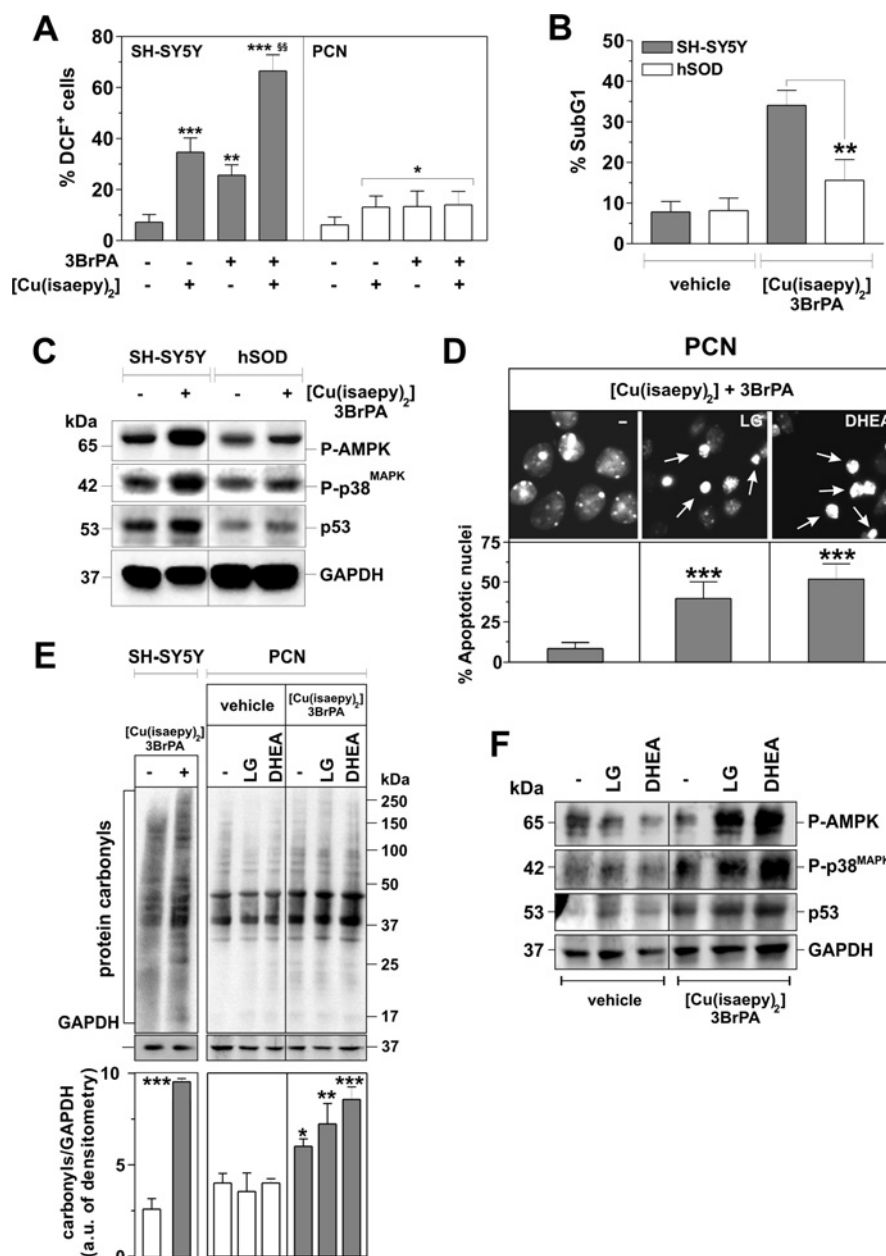 A
SH-SY5Y
PCN
% DCF⁺ cells
80
60
40
20
0
***
**
*** §§
*
3BrPA - - + + - - + +
[Cu(isaepy)₂] - + - + - + - +
B
SH-SY5Y
hSOD
% SubG1
50
40
30
20
10
0
**
vehicle
[Cu(isaepy)₂]
3BrPA
C
SH-SY5Y hSOD
- + - + [Cu(isaepy)₂]
3BrPA
kDa
65 P-AMPK
42 P-p38ᴹᴬᴾᴷ
53 p53
37 GAPDH
D
PCN
[Cu(isaepy)₂] + 3BrPA
- LG DHEA
% Apoptotic nuclei
75
50
25
0
***
***
E
SH-SY5Y PCN
vehicle
[Cu(isaepy)₂]
3BrPA
[Cu(isaepy)₂]
3BrPA
- + - LG DHEA - LG DHEA
kDa
protein carbonyls
250
150
100
50
37
25
17
GAPDH
37
carbonyls/GAPDH
(a.u. of densitometry)
10
5
0
***
*
**
***
F
- LG DHEA - LG DHEA
kDa
65 P-AMPK
42 P-p38ᴹᴬᴾᴷ
53 p53
37 GAPDH
vehicle
[Cu(isaepy)₂]
3BrPA